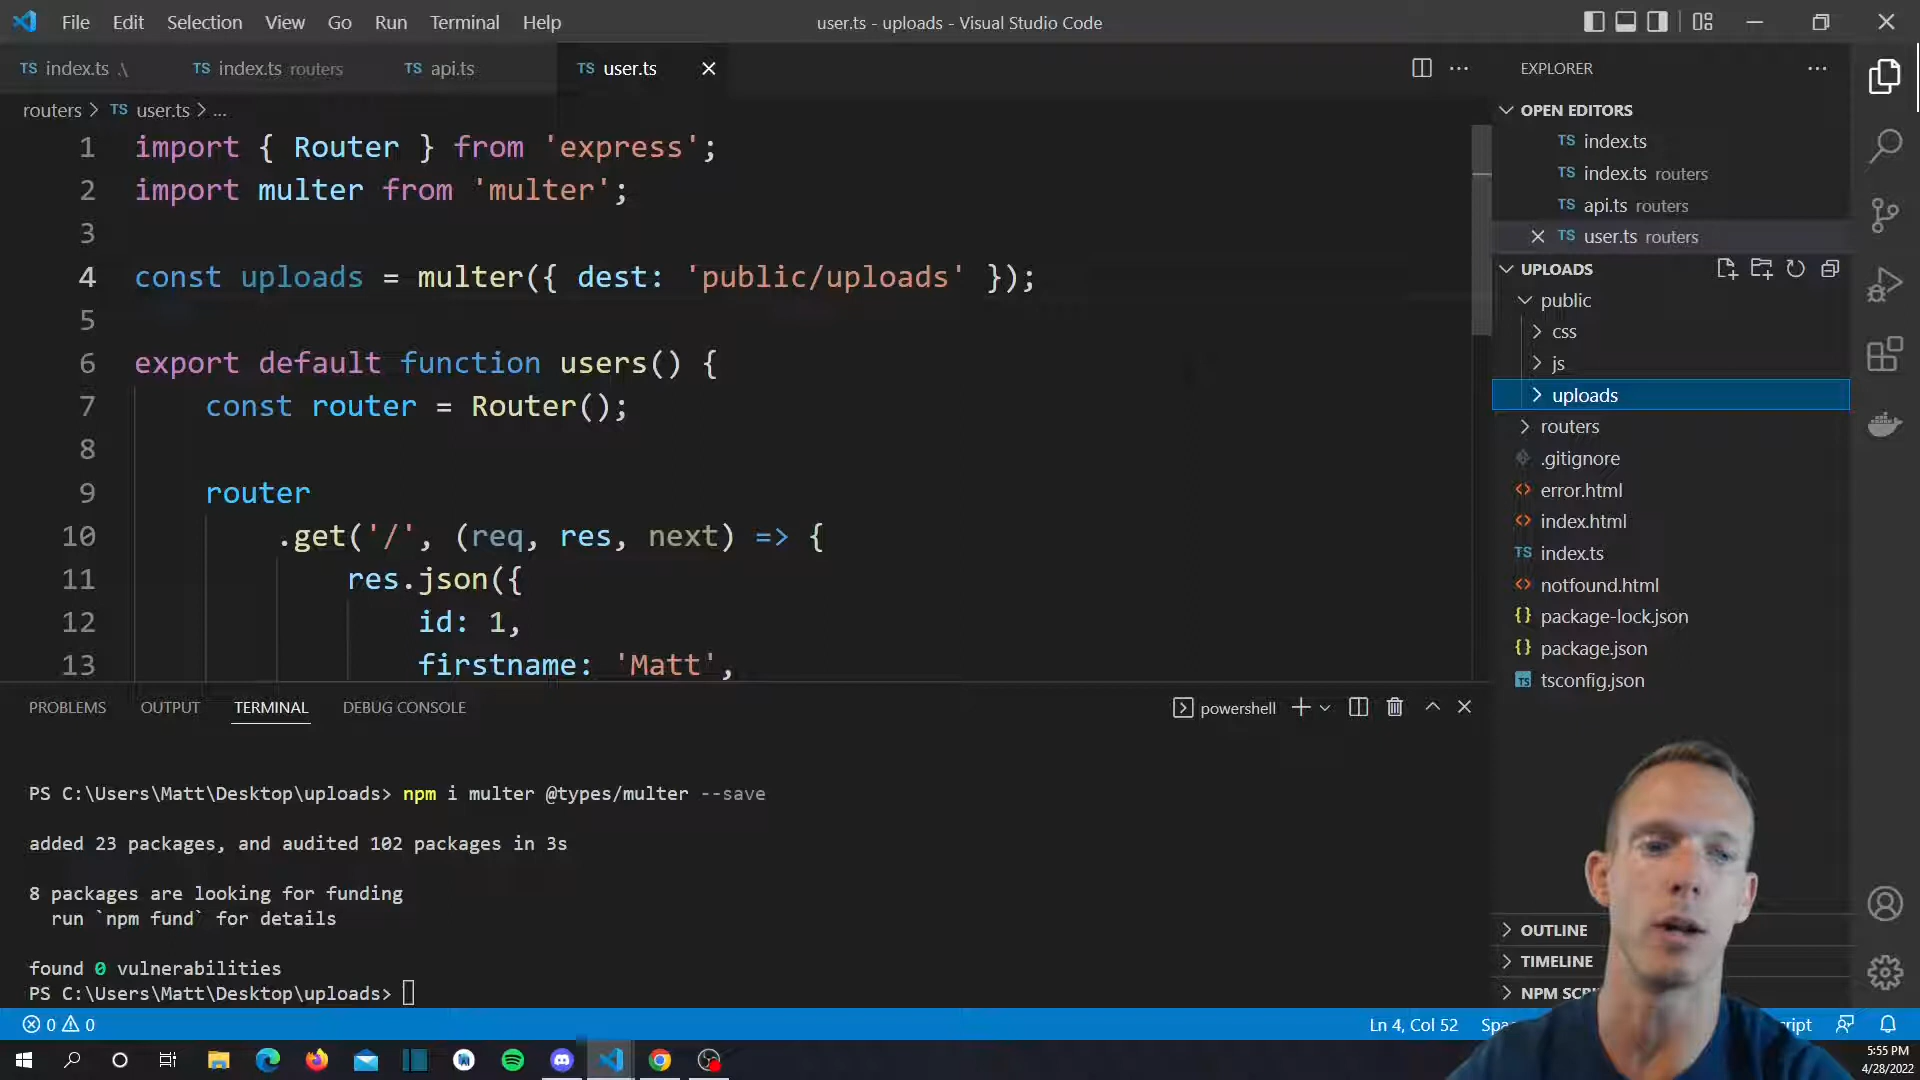 File Edit Selection View Go Run Terminal Help
user.ts - uploads - Visual Studio Code
TS index.ts .\
TS index.ts routers
TS api.ts
TS user.ts
routers > TS user.ts > ...
1 import { Router } from 'express';
2 import multer from 'multer';
3
4 const uploads = multer({ dest: 'public/uploads' });
5
6 export default function users() {
7 const router = Router();
8
9 router
10 .get('/', (req, res, next) => {
11 res.json({
12 id: 1,
13 firstname: 'Matt',
PROBLEMS OUTPUT TERMINAL DEBUG CONSOLE
powershell
PS C:\Users\Matt\Desktop\uploads> npm i multer @types/multer --save
added 23 packages, and audited 102 packages in 3s
8 packages are looking for funding
run `npm fund` for details
found 0 vulnerabilities
PS C:\Users\Matt\Desktop\uploads>
EXPLORER
OPEN EDITORS
TS index.ts
TS index.ts routers
TS api.ts routers
TS user.ts routers
UPLOADS
public
css
js
uploads
routers
.gitignore
error.html
index.html
TS index.ts
notfound.html
package-lock.json
package.json
TS tsconfig.json
OUTLINE
TIMELINE
NPM SCR
0 0
Ln 4, Col 52
5:55 PM
4/28/2022